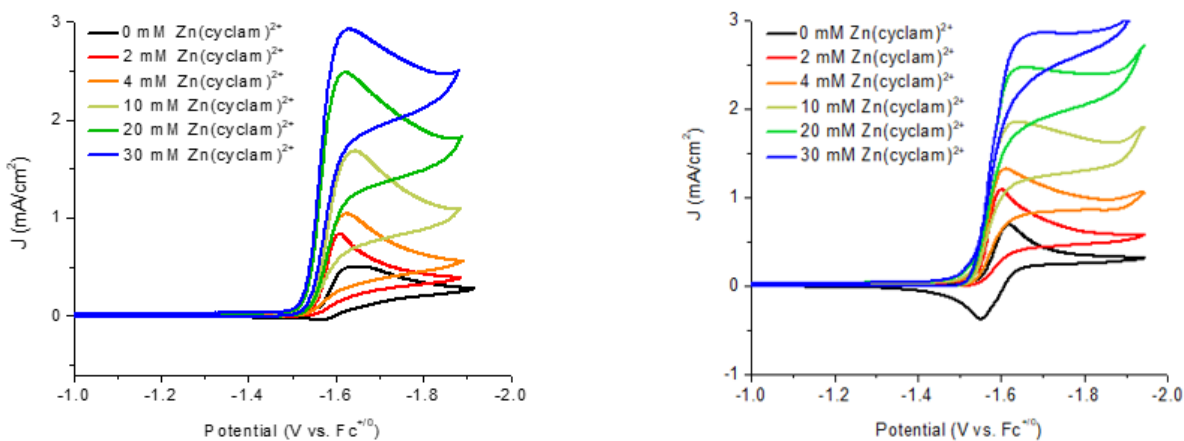 3
2
1
0
J (mA/cm²)
0 mM Zn(cyclam)²⁺
2 mM Zn(cyclam)²⁺
4 mM Zn(cyclam)²⁺
10 mM Zn(cyclam)²⁺
20 mM Zn(cyclam)²⁺
30 mM Zn(cyclam)²⁺
-1.0 -1.2 -1.4 -1.6 -1.8 -2.0
Potential (V vs. Fc⁺ᐟ⁰)
3
2
1
0
-1
J (mA/cm²)
0 mM Zn(cyclam)²⁺
2 mM Zn(cyclam)²⁺
4 mM Zn(cyclam)²⁺
10 mM Zn(cyclam)²⁺
20 mM Zn(cyclam)²⁺
30 mM Zn(cyclam)²⁺
-1.0 -1.2 -1.4 -1.6 -1.8 -2.0
Potential (V vs. Fc⁺ᐟ⁰)